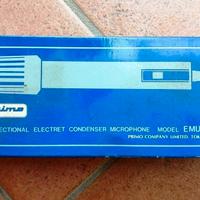 ECTIONAL ELECTRET CONDENSER MICROPHONE MODEL EMU
PRIMO COMPANY LIMITED. TOK